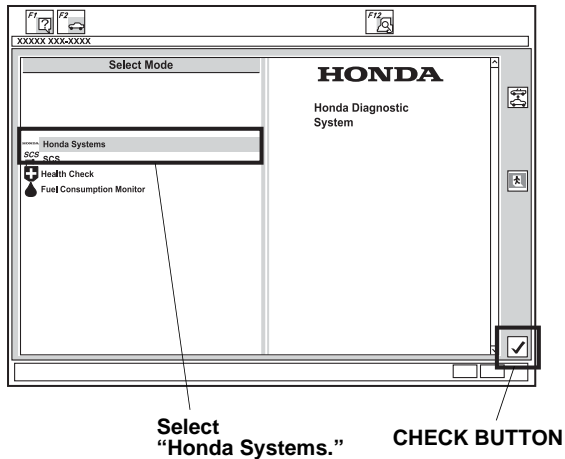 F1 F2 F12
XXXXX XXX-XXXX
Select Mode
HONDA
Honda Diagnostic
System
HONDA Honda Systems
SCS SCS
Health Check
Fuel Consumption Monitor
Select
“Honda Systems.”
CHECK BUTTON